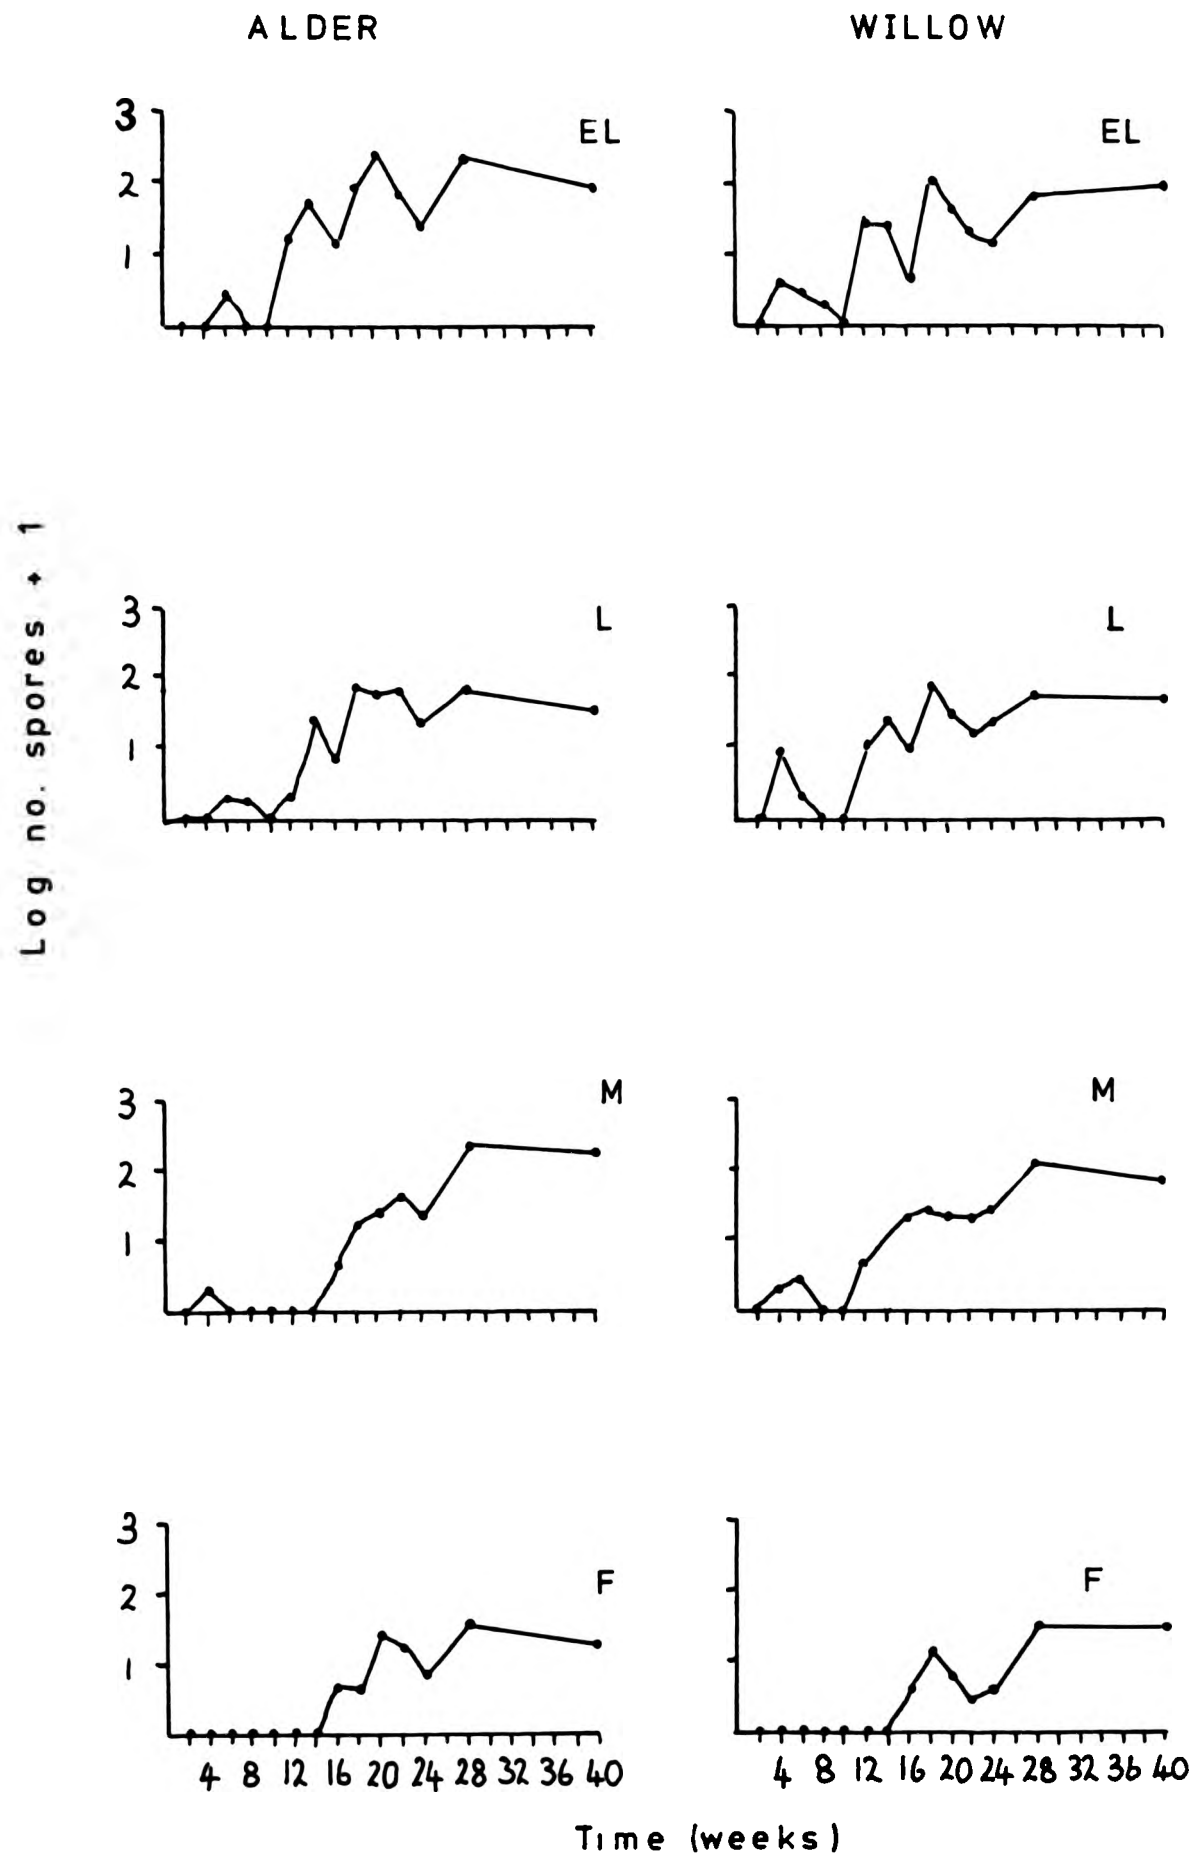 ALDER WILLOW
3 EL EL
2
1
Log no. spores + 1
3 L L
2
1
3 M M
2
1
3 F F
2
1
4 8 12 16 20 24 28 32 36 40 4 8 12 16 20 24 28 32 36 40
Time (weeks)